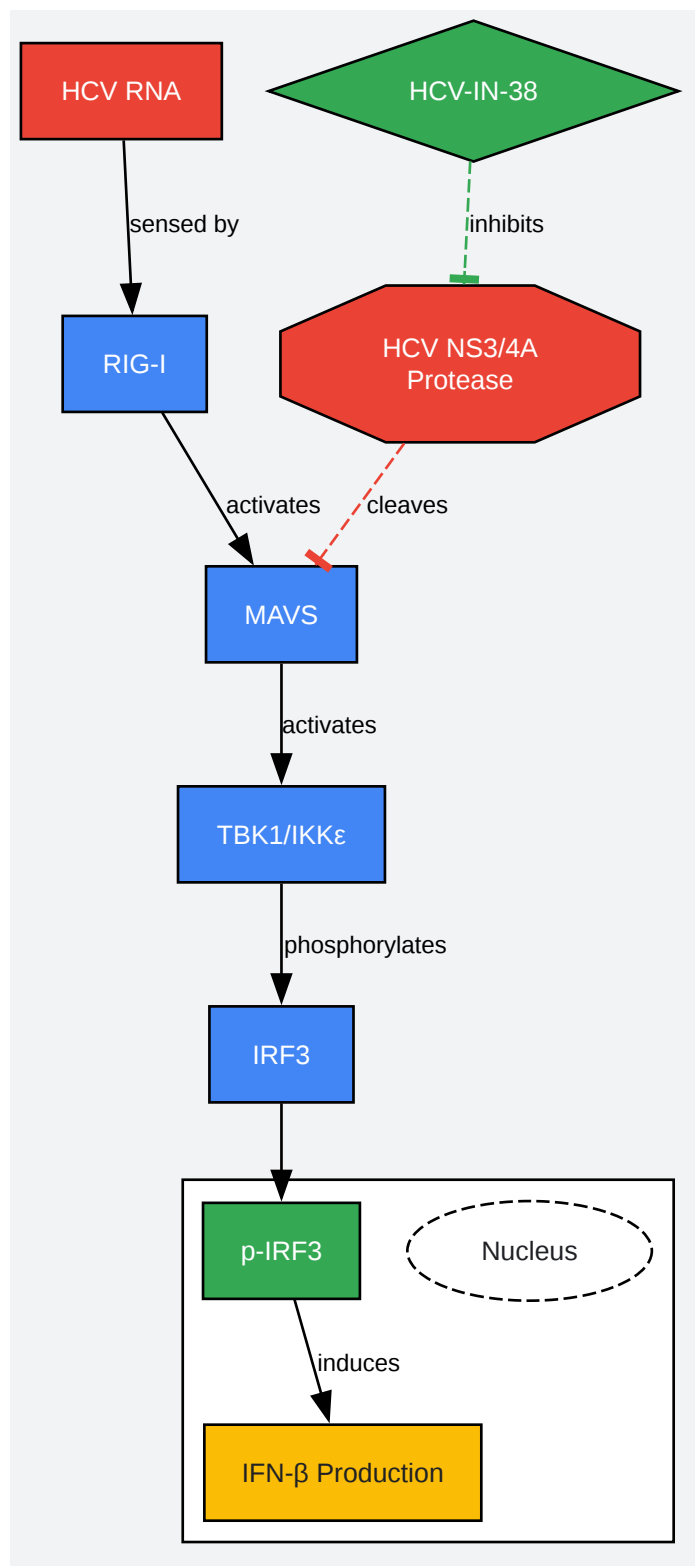 HCV RNA
HCV-IN-38
sensed by
inhibits
RIG-I
HCV NS3/4A
Protease
activates
cleaves
MAVS
activates
TBK1/IKKε
phosphorylates
IRF3
p-IRF3
Nucleus
induces
IFN-β Production